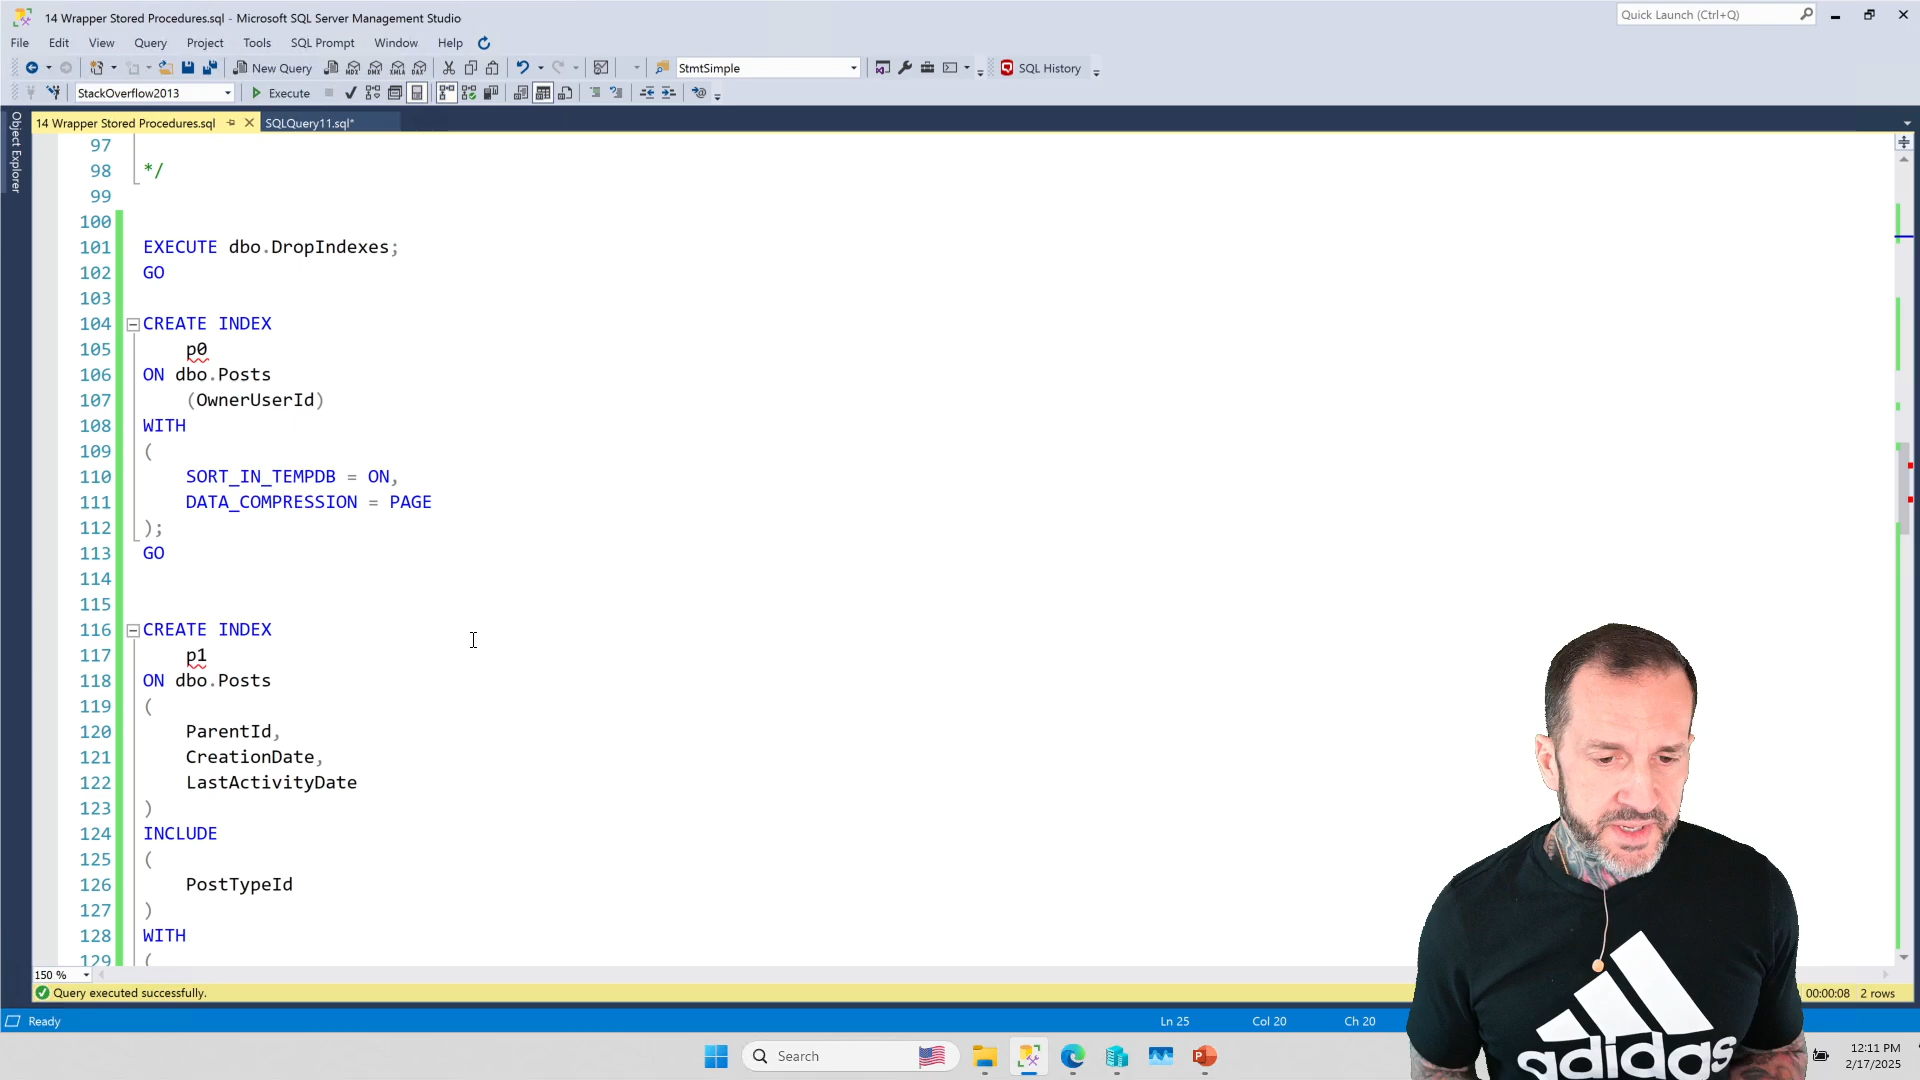 14 Wrapper Stored Procedures.sql - Microsoft SQL Server Management Studio
Quick Launch (Ctrl+Q)
File Edit View Query Project Tools SQL Prompt Window Help
New Query MDX DMX XMLA DAX StmtSimple SQL History
StackOverflow2013 Execute
14 Wrapper Stored Procedures.sql SQLQuery11.sql*
Object Explorer
97
98 */
99
100
101 EXECUTE dbo.DropIndexes;
102 GO
103
104 CREATE INDEX
105 p0
106 ON dbo.Posts
107 (OwnerUserId)
108 WITH
109 (
110 SORT_IN_TEMPDB = ON,
111 DATA_COMPRESSION = PAGE
112 );
113 GO
114
115
116 CREATE INDEX
117 p1
118 ON dbo.Posts
119 (
120 ParentId,
121 CreationDate,
122 LastActivityDate
123 )
124 INCLUDE
125 (
126 PostTypeId
127 )
128 WITH
129 (
150 %
Query executed successfully. 00:00:08 2 rows
Ready Ln 25 Col 20 Ch 20
Search 12:11 PM
2/17/2025
adidas